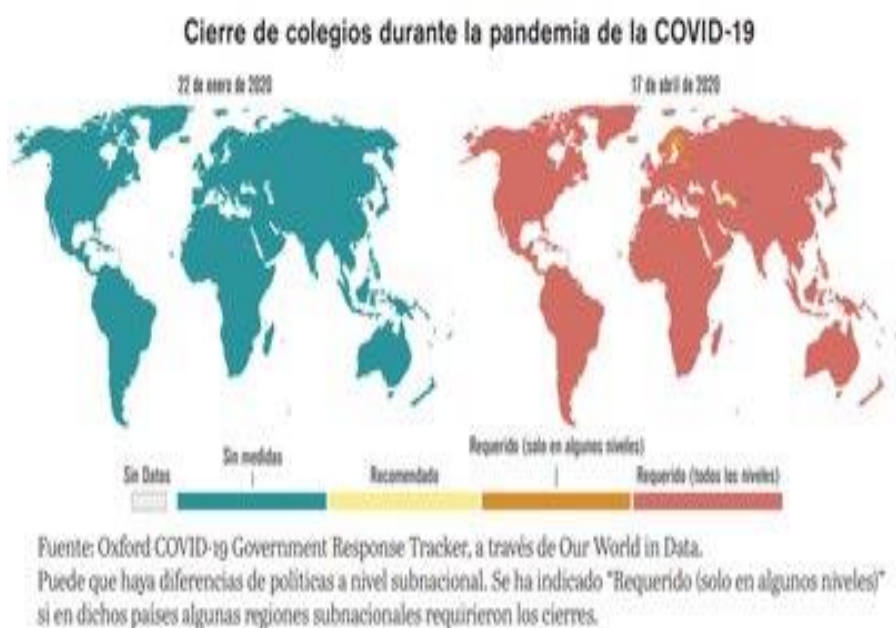 Cierre de colegios durante la pandemia de la COVID-19
22 de enero de 2020
17 de abril de 2020
Sin Datos
Sin medidas
Recomendado
Requerido (solo en algunos niveles)
Requerido (todos los niveles)
Fuente: Oxford COVID-19 Government Response Tracker, a través de Our World in Data.
Puede que haya diferencias de políticas a nivel subnacional. Se ha indicado "Requerido (solo en algunos niveles)"
si en dichos países algunas regiones subnacionales requirieron los cierres.